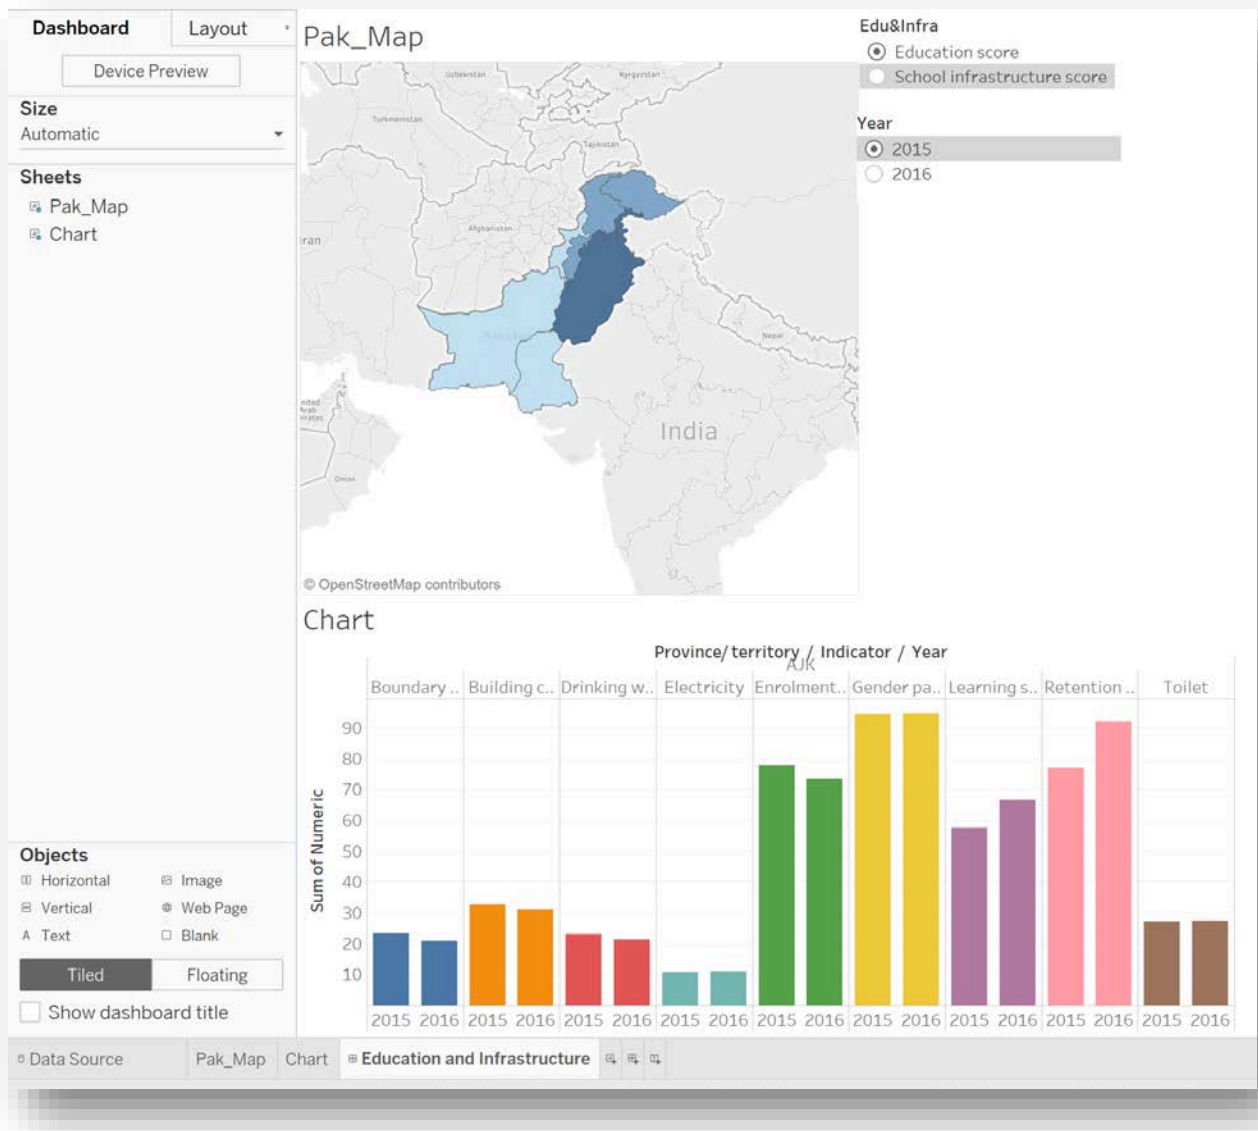 Dashboard
Layout
Device Preview
Size
Automatic
Sheets
Pak_Map
Chart
Objects
Horizontal
Image
Vertical
Web Page
A Text
Blank
Tiled
Floating
Show dashboard title
Pak_Map
Uzbekistan
Kyrgyzstan
Turkmenistan
Tajikistan
Afghanistan
Iran
Nepal
United
Arab
Emirates
India
Oman
© OpenStreetMap contributors
Edu&Infra
Education score
School infrastructure score
Year
2015
2016
Chart
Province/ territory / Indicator / Year
AJK
Boundary .. Building c.. Drinking w.. Electricity Enrolment.. Gender pa.. Learning s.. Retention .. Toilet
Sum of Numeric
90
80
70
60
50
40
30
20
10
2015 2016 2015 2016 2015 2016 2015 2016 2015 2016 2015 2016 2015 2016 2015 2016 2015 2016
Data Source Pak_Map Chart Education and Infrastructure